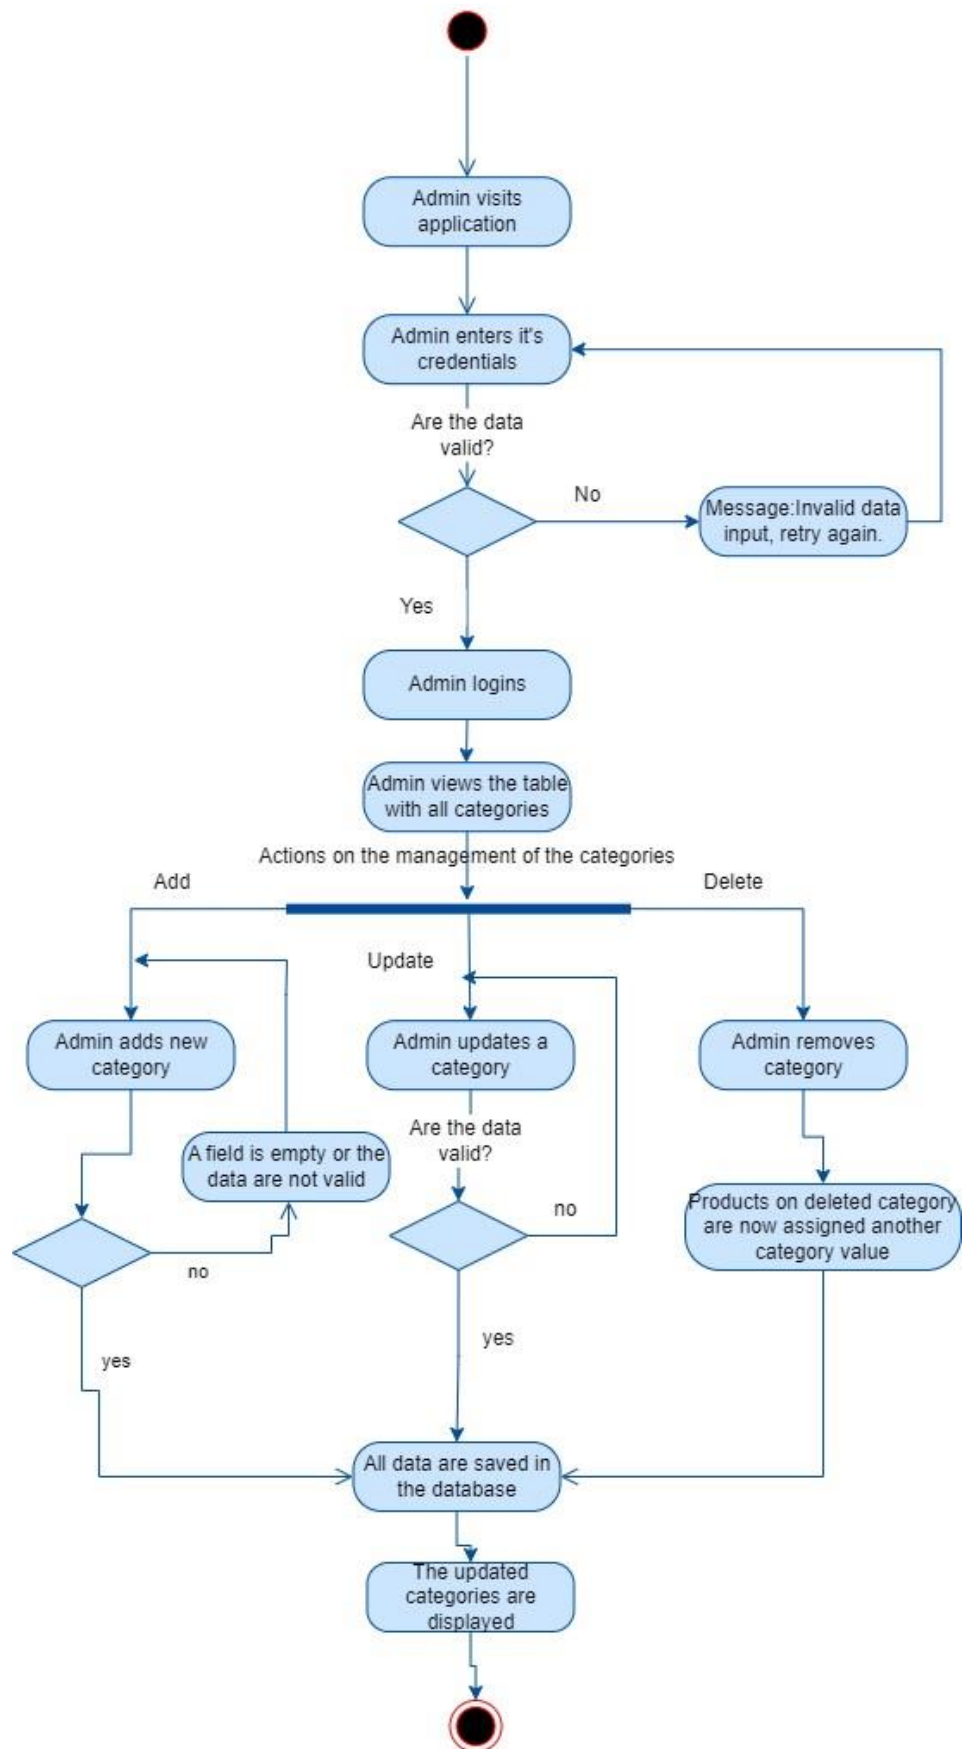 Admin visits
application
Admin enters it's
credentials
Are the data
valid?
No
Message:Invalid data
input, retry again.
Yes
Admin logins
Admin views the table
with all categories
Actions on the management of the categories
Add
Delete
Update
Admin adds new
category
Admin updates a
category
Admin removes
category
A field is empty or the
data are not valid
Are the data
valid?
Products on deleted category
are now assigned another
category value
no
no
yes
yes
All data are saved in
the database
The updated
categories are
displayed